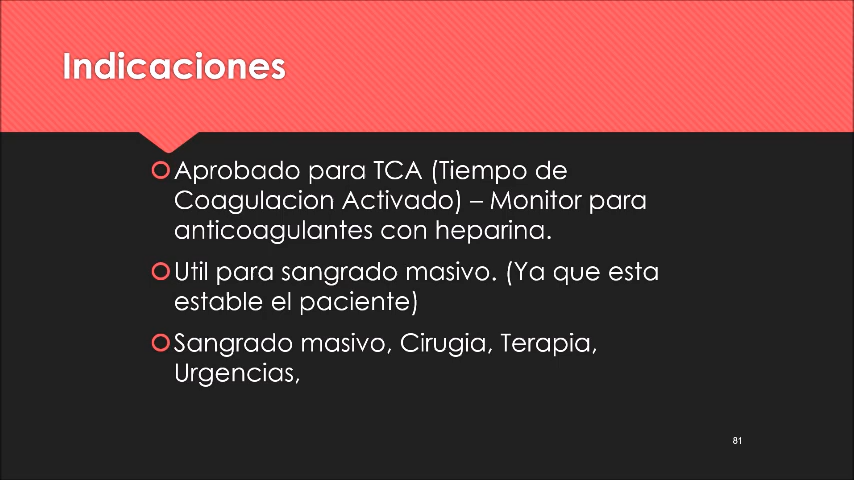 Indicaciones
Aprobado para TCA (Tiempo de
Coagulacion Activado) – Monitor para
anticoagulantes con heparina.
Util para sangrado masivo. (Ya que esta
estable el paciente)
Sangrado masivo, Cirugia, Terapia,
Urgencias,
81